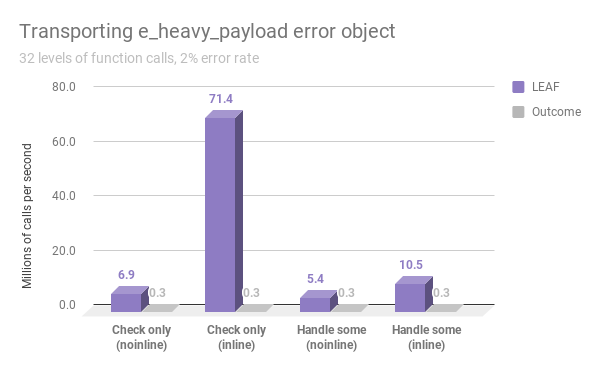 Transporting e_heavy_payload error object
32 levels of function calls, 2% error rate
LEAF
Outcome
Millions of calls per second
80.0
60.0
40.0
20.0
0.0
6.9
0.3
71.4
0.3
5.4
0.3
10.5
0.3
Check only
(noinline)
Check only
(inline)
Handle some
(noinline)
Handle some
(inline)